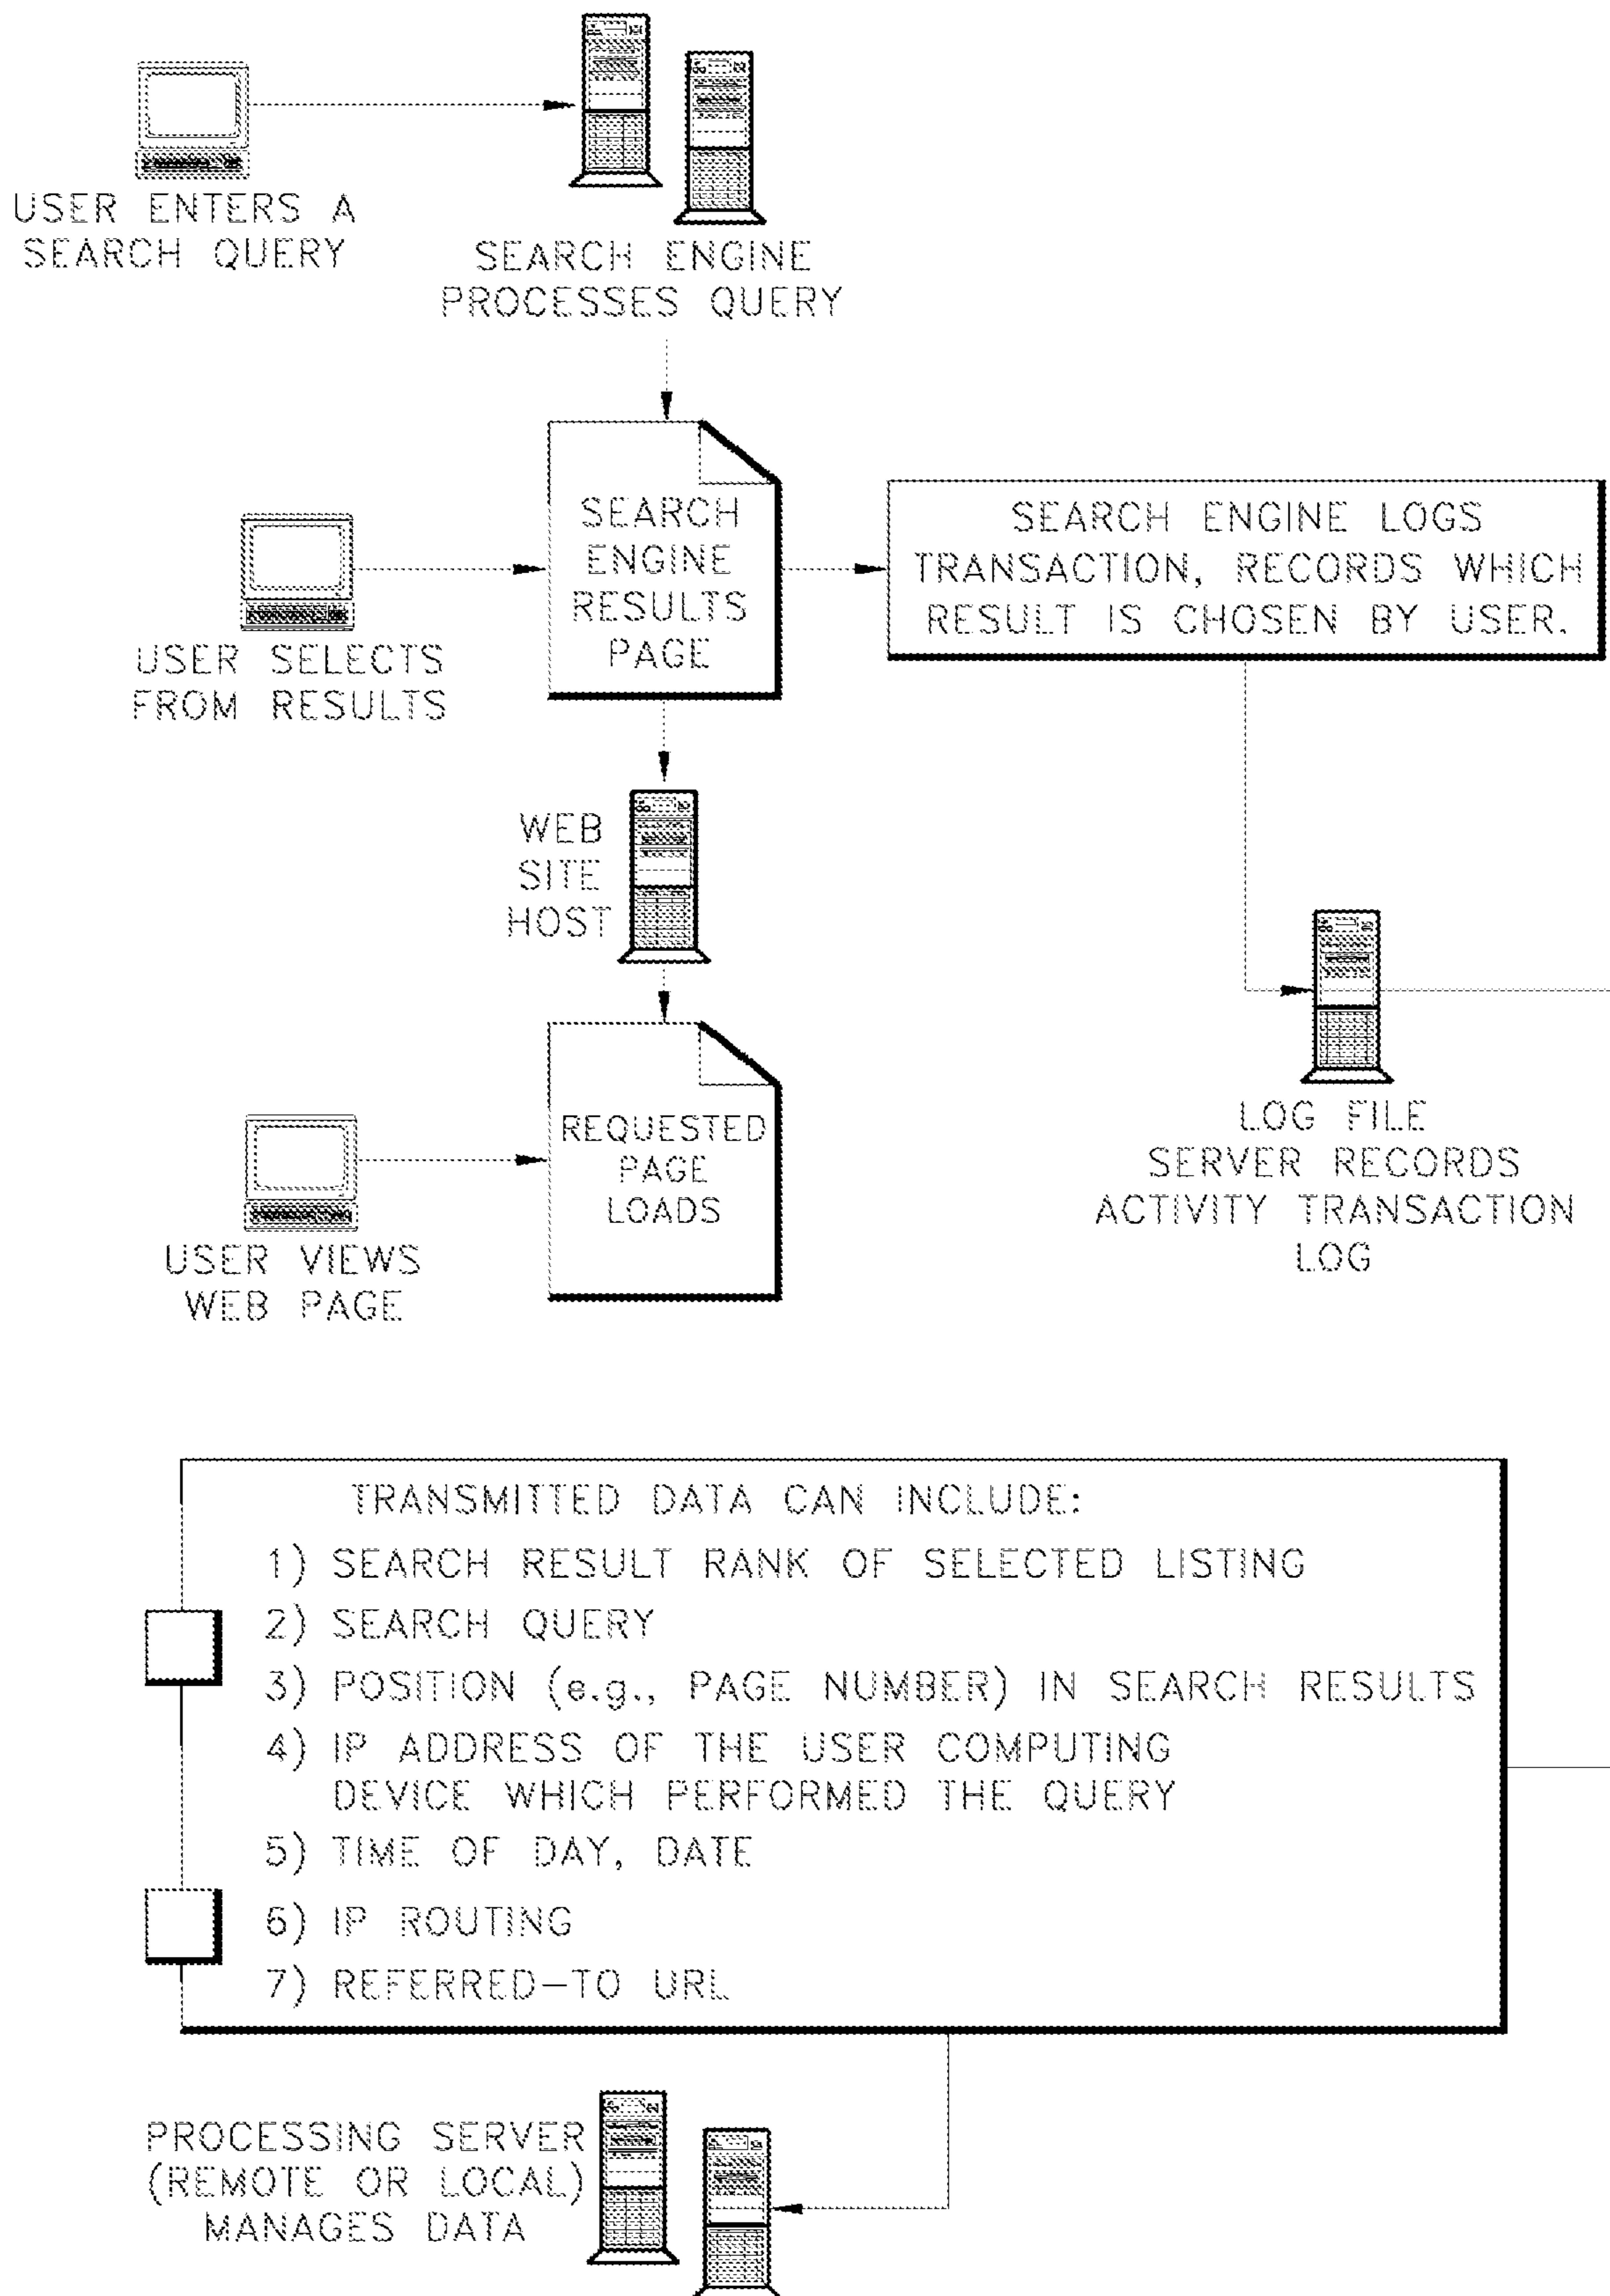 USER ENTERS A
SEARCH QUERY
SEARCH ENGINE
PROCESSES QUERY
SEARCH
ENGINE
RESULTS
PAGE
SEARCH ENGINE LOGS
TRANSACTION, RECORDS WHICH
RESULT IS CHOSEN BY USER.
USER SELECTS
FROM RESULTS
WEB
SITE
HOST
REQUESTED
PAGE
LOADS
LOG FILE
SERVER RECORDS
ACTIVITY TRANSACTION
LOG
USER VIEWS
WEB PAGE
TRANSMITTED DATA CAN INCLUDE:
1) SEARCH RESULT RANK OF SELECTED LISTING
2) SEARCH QUERY
3) POSITION (e.g., PAGE NUMBER) IN SEARCH RESULTS
4) IP ADDRESS OF THE USER COMPUTING
DEVICE WHICH PERFORMED THE QUERY
5) TIME OF DAY, DATE
6) IP ROUTING
7) REFERRED-TO URL
PROCESSING SERVER
(REMOTE OR LOCAL)
MANAGES DATA